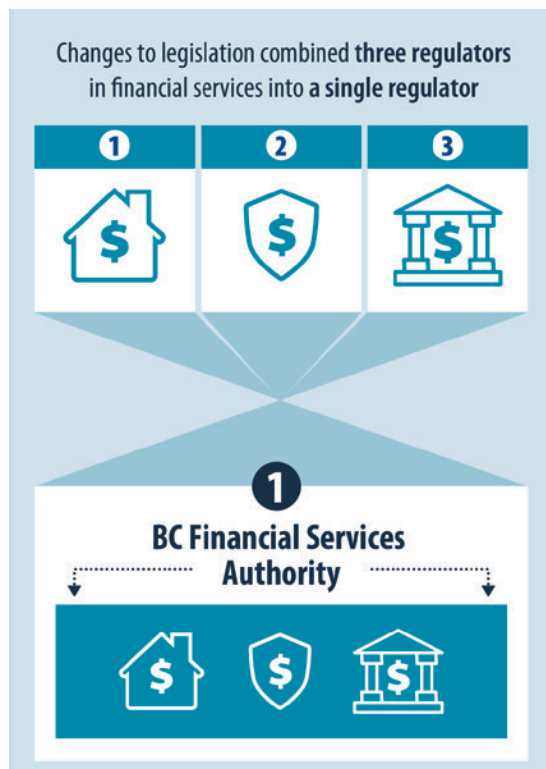 Changes to legislation combined three regulators
in financial services into a single regulator
1 2 3
$ $ $
1
BC Financial Services
Authority
$ $ $